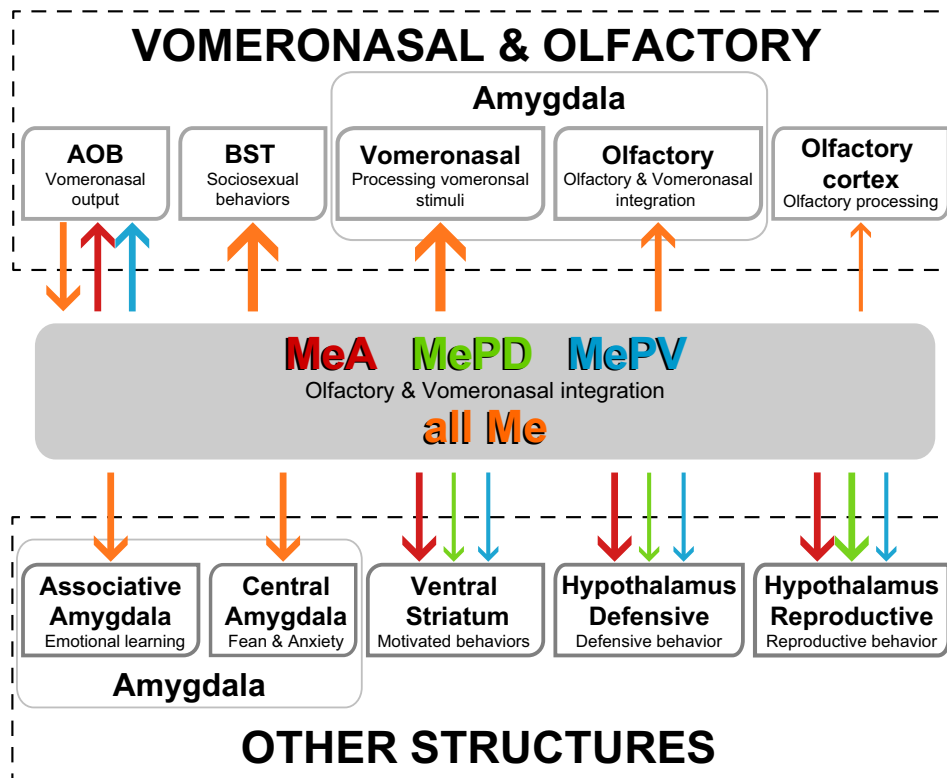 VOMERONASAL & OLFACTORY
Amygdala
AOB
Vomeronasal
output
BST
Sociosexual
behaviors
Vomeronasal
Processing vomeronsal
stimuli
Olfactory
Olfactory & Vomeronasal
integration
Olfactory
cortex
Olfactory processing
MeA MePD MePV
Olfactory & Vomeronasal integration
all Me
Associative
Amygdala
Emotional learning
Central
Amygdala
Fean & Anxiety
Ventral
Striatum
Motivated behaviors
Hypothalamus
Defensive
Defensive behavior
Hypothalamus
Reproductive
Reproductive behavior
Amygdala
OTHER STRUCTURES